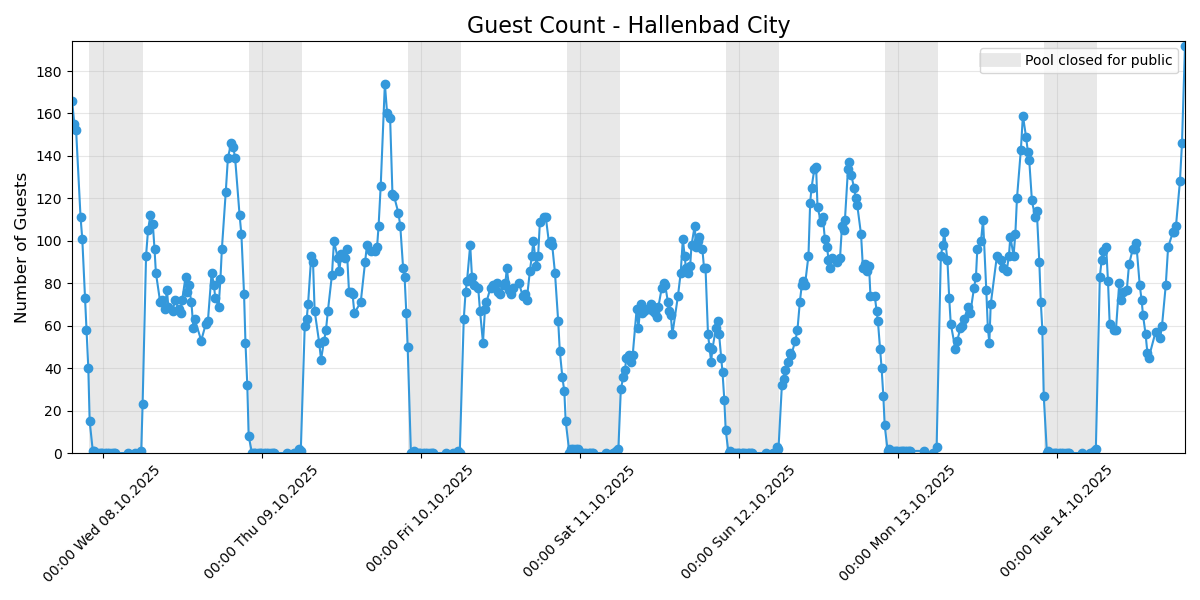 Guest Count - Hallenbad City
Pool closed for public
Number of Guests
180
160
140
120
100
80
60
40
20
0
00:00 Wed 08.10.2025
00:00 Thu 09.10.2025
00:00 Fri 10.10.2025
00:00 Sat 11.10.2025
00:00 Sun 12.10.2025
00:00 Mon 13.10.2025
00:00 Tue 14.10.2025